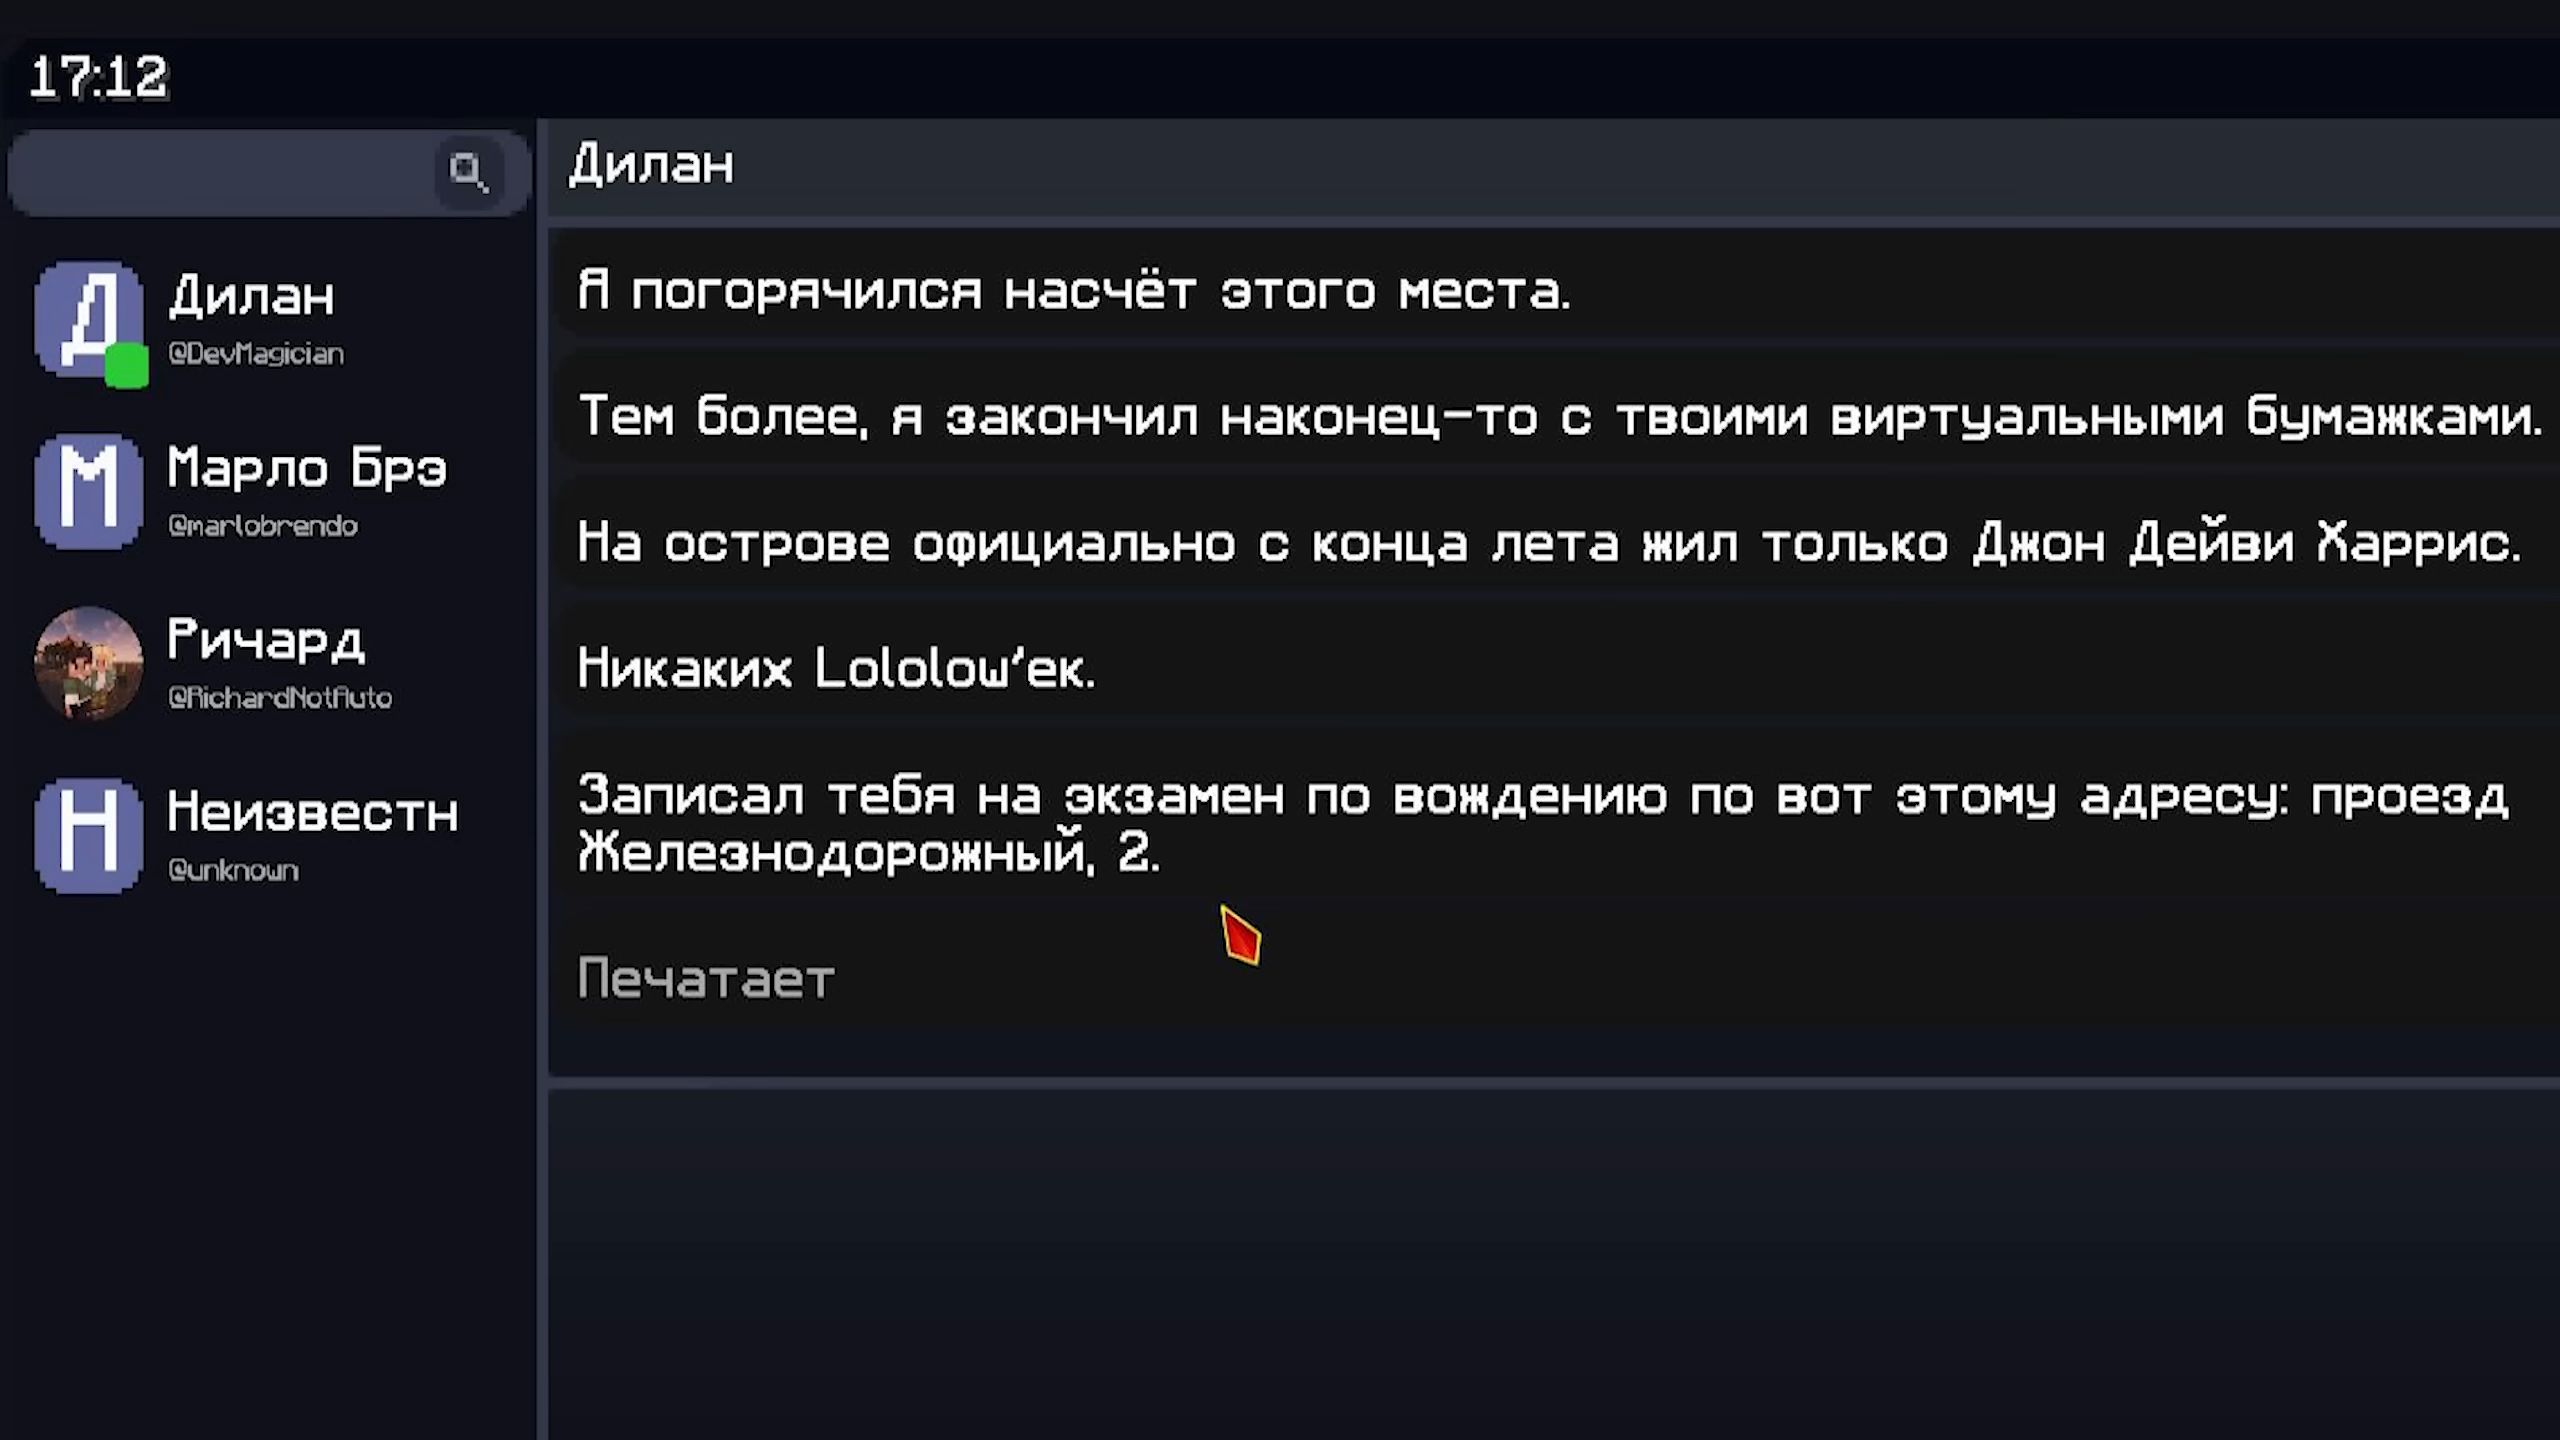 17:12
Дилан
Д
Дилан
@DevMagician
М
Марло Брэ
@marlobrendo
Ричард
@RichardNotAuto
Н
Неизвестн
@unknown
Я погорячился насчёт этого места.
Тем более, я закончил наконец-то с твоими виртуальными бумажками.
На острове официально с конца лета жил только Джон Дейви Харрис.
Никаких Lololow'ек.
Записал тебя на экзамен по вождению по вот этому адресу: проезд
Железнодорожный, 2.
Печатает